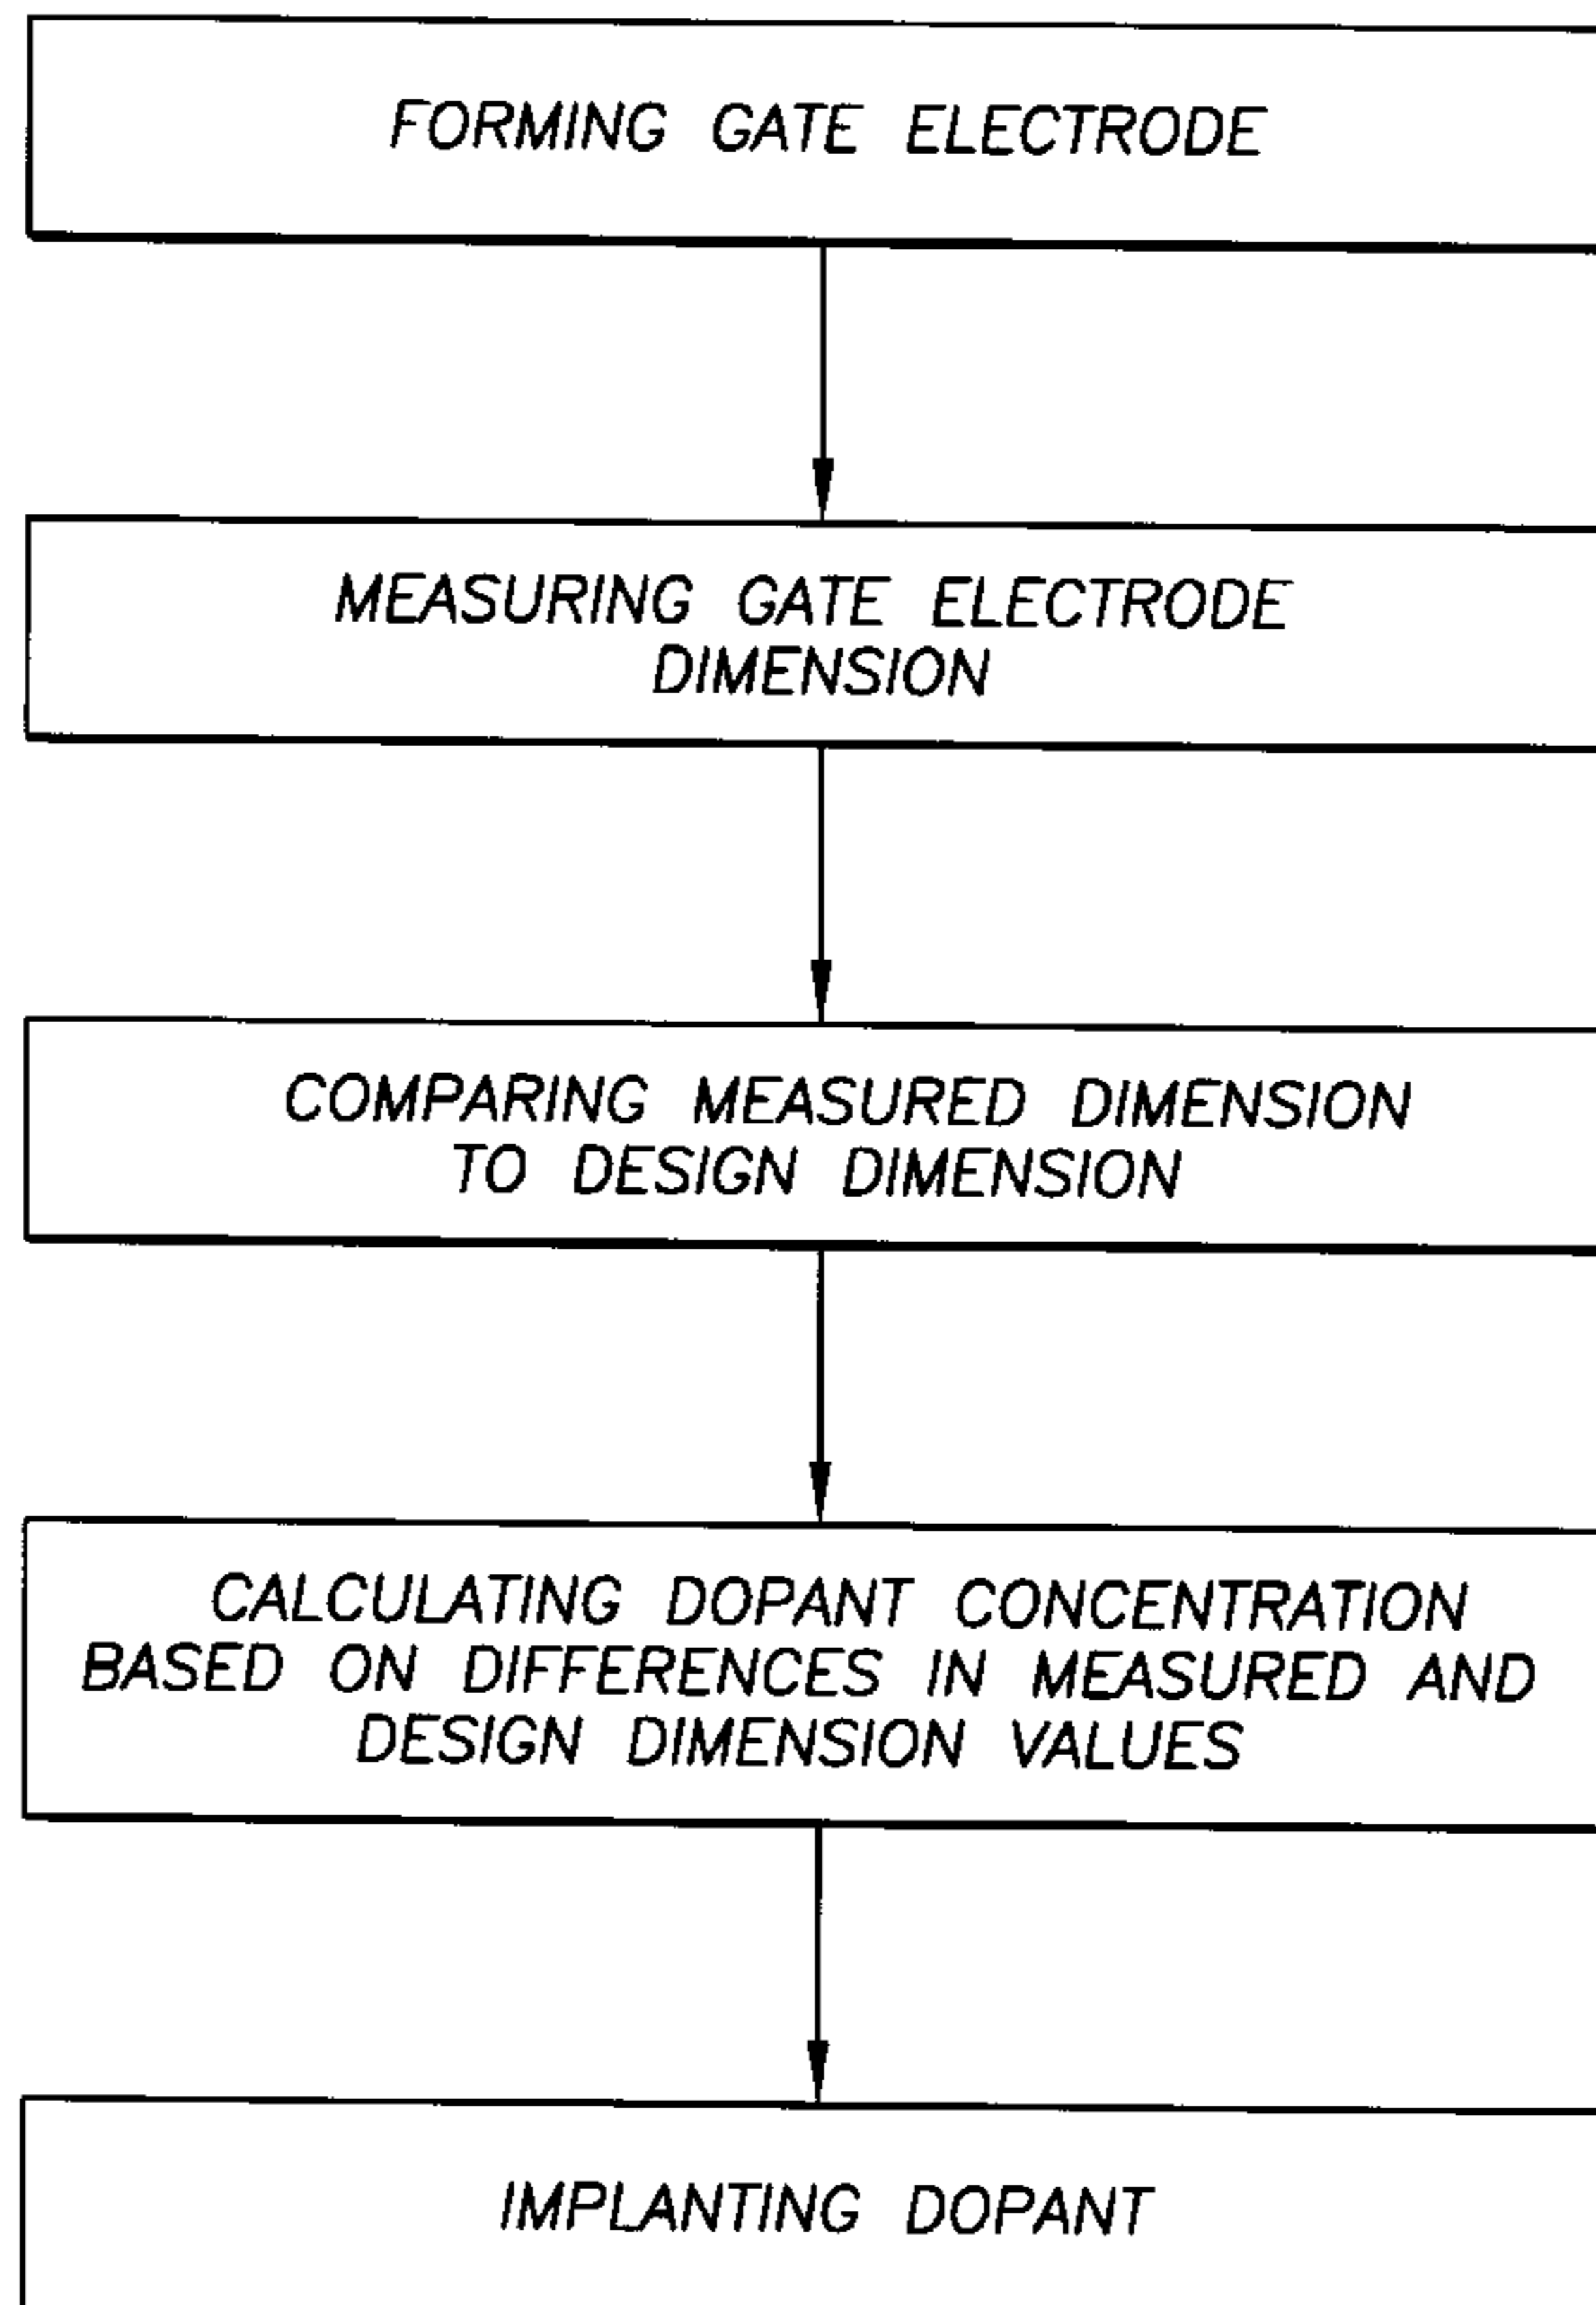 FORMING GATE ELECTRODE
MEASURING GATE ELECTRODE
DIMENSION
COMPARING MEASURED DIMENSION
TO DESIGN DIMENSION
CALCULATING DOPANT CONCENTRATION
BASED ON DIFFERENCES IN MEASURED AND
DESIGN DIMENSION VALUES
IMPLANTING DOPANT